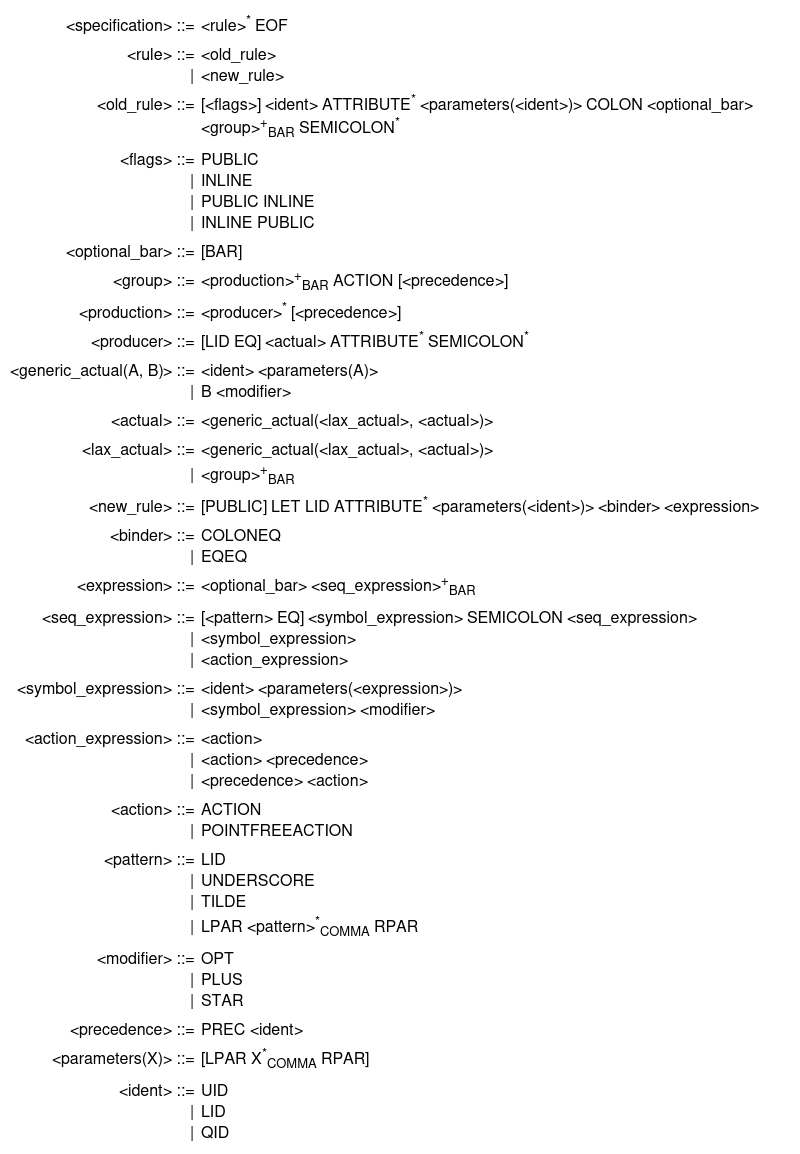 <specification> ::= <rule>* EOF
<rule> ::= <old_rule>
| <new_rule>
<old_rule> ::= [<flags>] <ident> ATTRIBUTE* <parameters(<ident>)> COLON <optional_bar>
<group>+BAR SEMICOLON*
<flags> ::= PUBLIC
| INLINE
| PUBLIC INLINE
| INLINE PUBLIC
<optional_bar> ::= [BAR]
<group> ::= <production>+BAR ACTION [<precedence>]
<production> ::= <producer>* [<precedence>]
<producer> ::= [LID EQ] <actual> ATTRIBUTE* SEMICOLON*
<generic_actual(A, B)> ::= <ident> <parameters(A)>
| B <modifier>
<actual> ::= <generic_actual(<lax_actual>, <actual>)>
<lax_actual> ::= <generic_actual(<lax_actual>, <actual>)>
| <group>+BAR
<new_rule> ::= [PUBLIC] LET LID ATTRIBUTE* <parameters(<ident>)> <binder> <expression>
<binder> ::= COLONEQ
| EQEQ
<expression> ::= <optional_bar> <seq_expression>+BAR
<seq_expression> ::= [<pattern> EQ] <symbol_expression> SEMICOLON <seq_expression>
| <symbol_expression>
| <action_expression>
<symbol_expression> ::= <ident> <parameters(<expression>)>
| <symbol_expression> <modifier>
<action_expression> ::= <action>
| <action> <precedence>
| <precedence> <action>
<action> ::= ACTION
| POINTFREEACTION
<pattern> ::= LID
| UNDERSCORE
| TILDE
| LPAR <pattern>*COMMA RPAR
<modifier> ::= OPT
| PLUS
| STAR
<precedence> ::= PREC <ident>
<parameters(X)> ::= [LPAR X*COMMA RPAR]
<ident> ::= UID
| LID
| QID